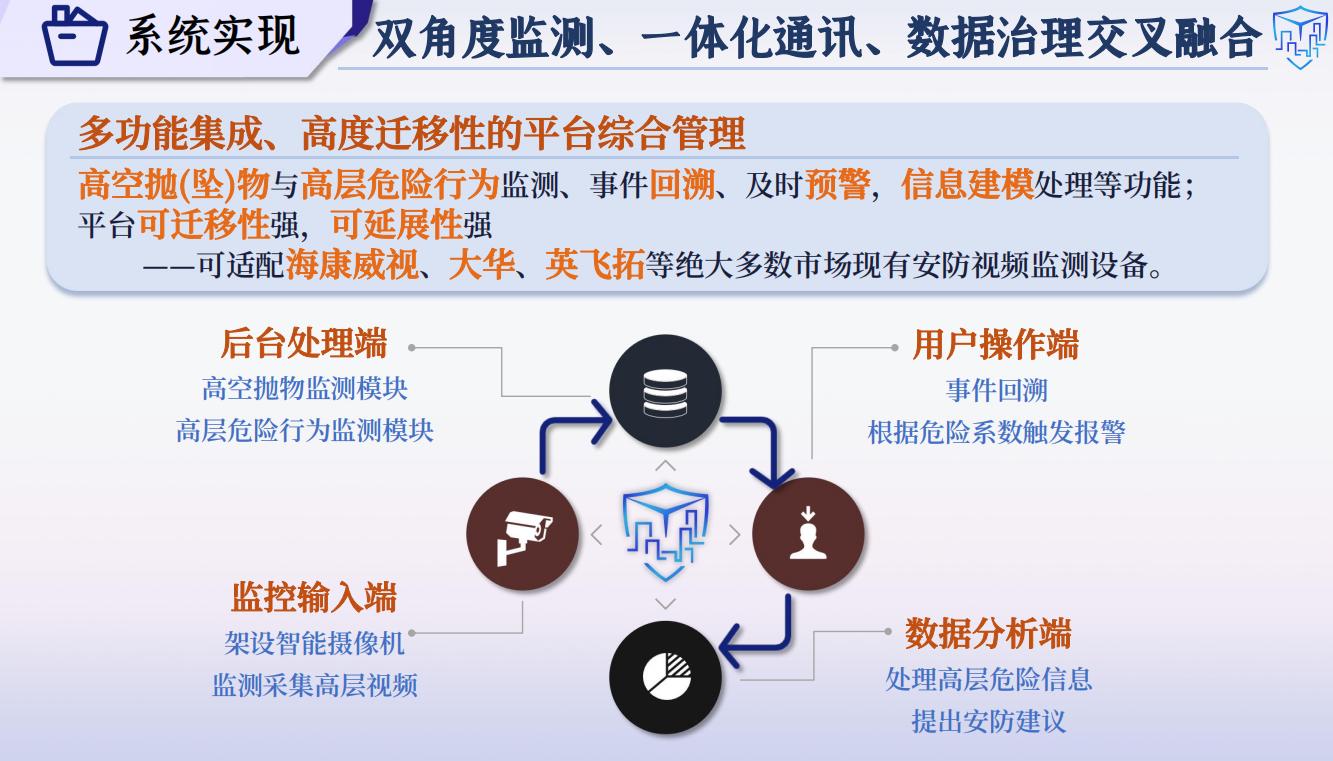 系统实现
双角度监测、一体化通讯、数据治理交叉融合
多功能集成、高度迁移性的平台综合管理
高空抛(坠)物与高层危险行为监测、事件回溯、及时预警，信息建模处理等功能；
平台可迁移性强，可延展性强
——可适配海康威视、大华、英飞拓等绝大多数市场现有安防视频监测设备。
后台处理端
高空抛物监测模块
高层危险行为监测模块
用户操作端
事件回溯
根据危险系数触发报警
监控输入端
架设智能摄像机
监测采集高层视频
数据分析端
处理高层危险信息
提出安防建议